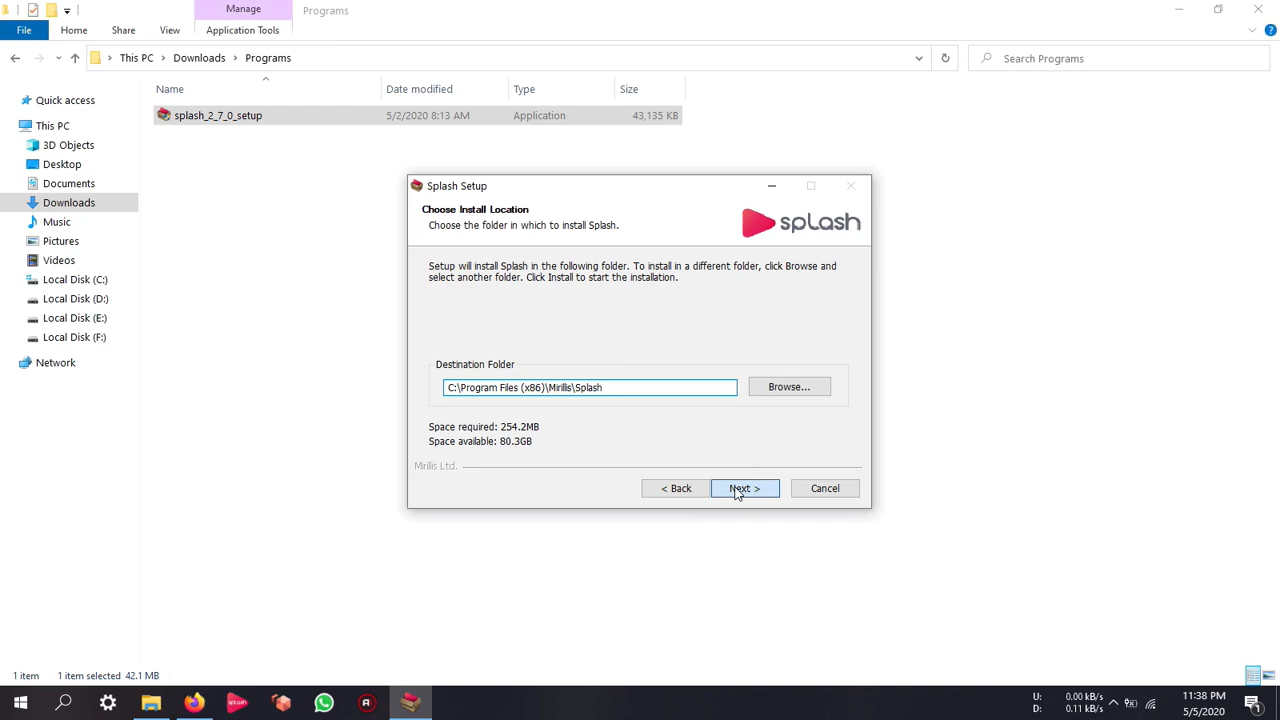 Manage
Programs
File
Home
Share
View
Application Tools
This PC
Downloads
Programs
Search Programs
Name
Date modified
Type
Size
splash_2_7_0_setup
5/2/2020 8:13 AM
Application
43,135 KB
Quick access
This PC
3D Objects
Desktop
Documents
Downloads
Music
Pictures
Videos
Local Disk (C:)
Local Disk (D:)
Local Disk (E:)
Local Disk (F:)
Network
Splash Setup
Choose Install Location
Choose the folder in which to install Splash.
splash
Setup will install Splash in the following folder. To install in a different folder, click Browse and
select another folder. Click Install to start the installation.
Destination Folder
C:\Program Files (x86)\Mirillis\Splash
Browse...
Space required: 254.2MB
Space available: 80.3GB
Mirillis Ltd.
< Back
Next >
Cancel
1 item
1 item selected 42.1 MB
splash
U: 0.00 kB/s
D: 0.11 kB/s
11:38 PM
5/5/2020
1